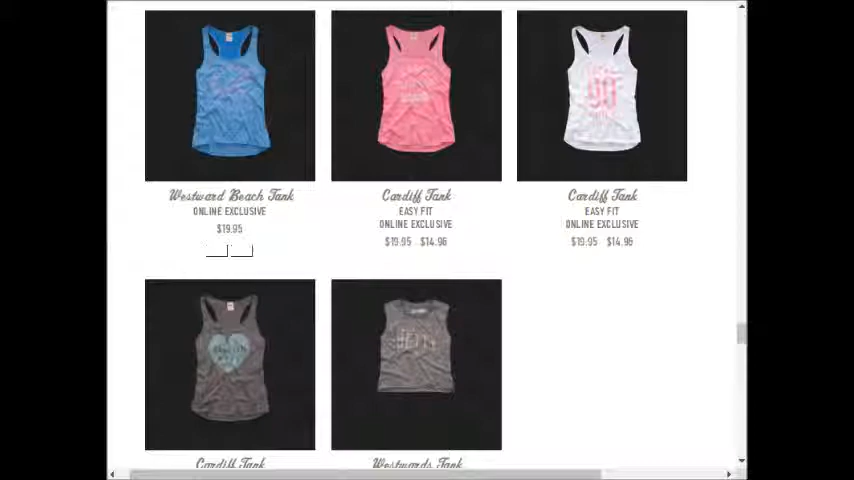 Westward Beach Tank
ONLINE EXCLUSIVE
$19.95
Cardiff Tank
EASY FIT
ONLINE EXCLUSIVE
$19.95 $14.96
Cardiff Tank
EASY FIT
ONLINE EXCLUSIVE
$19.95 $14.96
Cardiff Tank
Westwards Tank